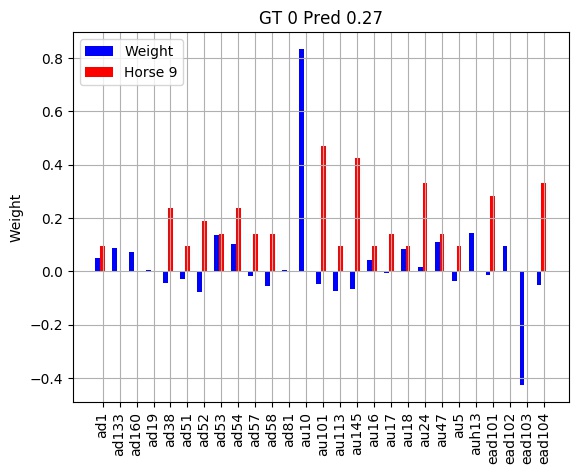 GT 0 Pred 0.27
Weight
Horse 9
Weight
0.8
0.6
0.4
0.2
0.0
−0.2
−0.4
ad1
ad133
ad160
ad19
ad38
ad51
ad52
ad53
ad54
ad57
ad58
ad81
au10
au101
au113
au145
au16
au17
au18
au24
au47
au5
auh13
ead101
ead102
ead103
ead104